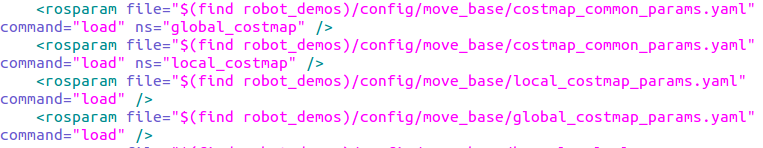 <rosparam file="$(find robot_demos)/config/move_base/costmap_common_params.yaml"
command="load" ns="global_costmap" />
<rosparam file="$(find robot_demos)/config/move_base/costmap_common_params.yaml"
command="load" ns="local_costmap" />
<rosparam file="$(find robot_demos)/config/move_base/local_costmap_params.yaml"
command="load" />
<rosparam file="$(find robot_demos)/config/move_base/global_costmap_params.yaml"
command="load" />